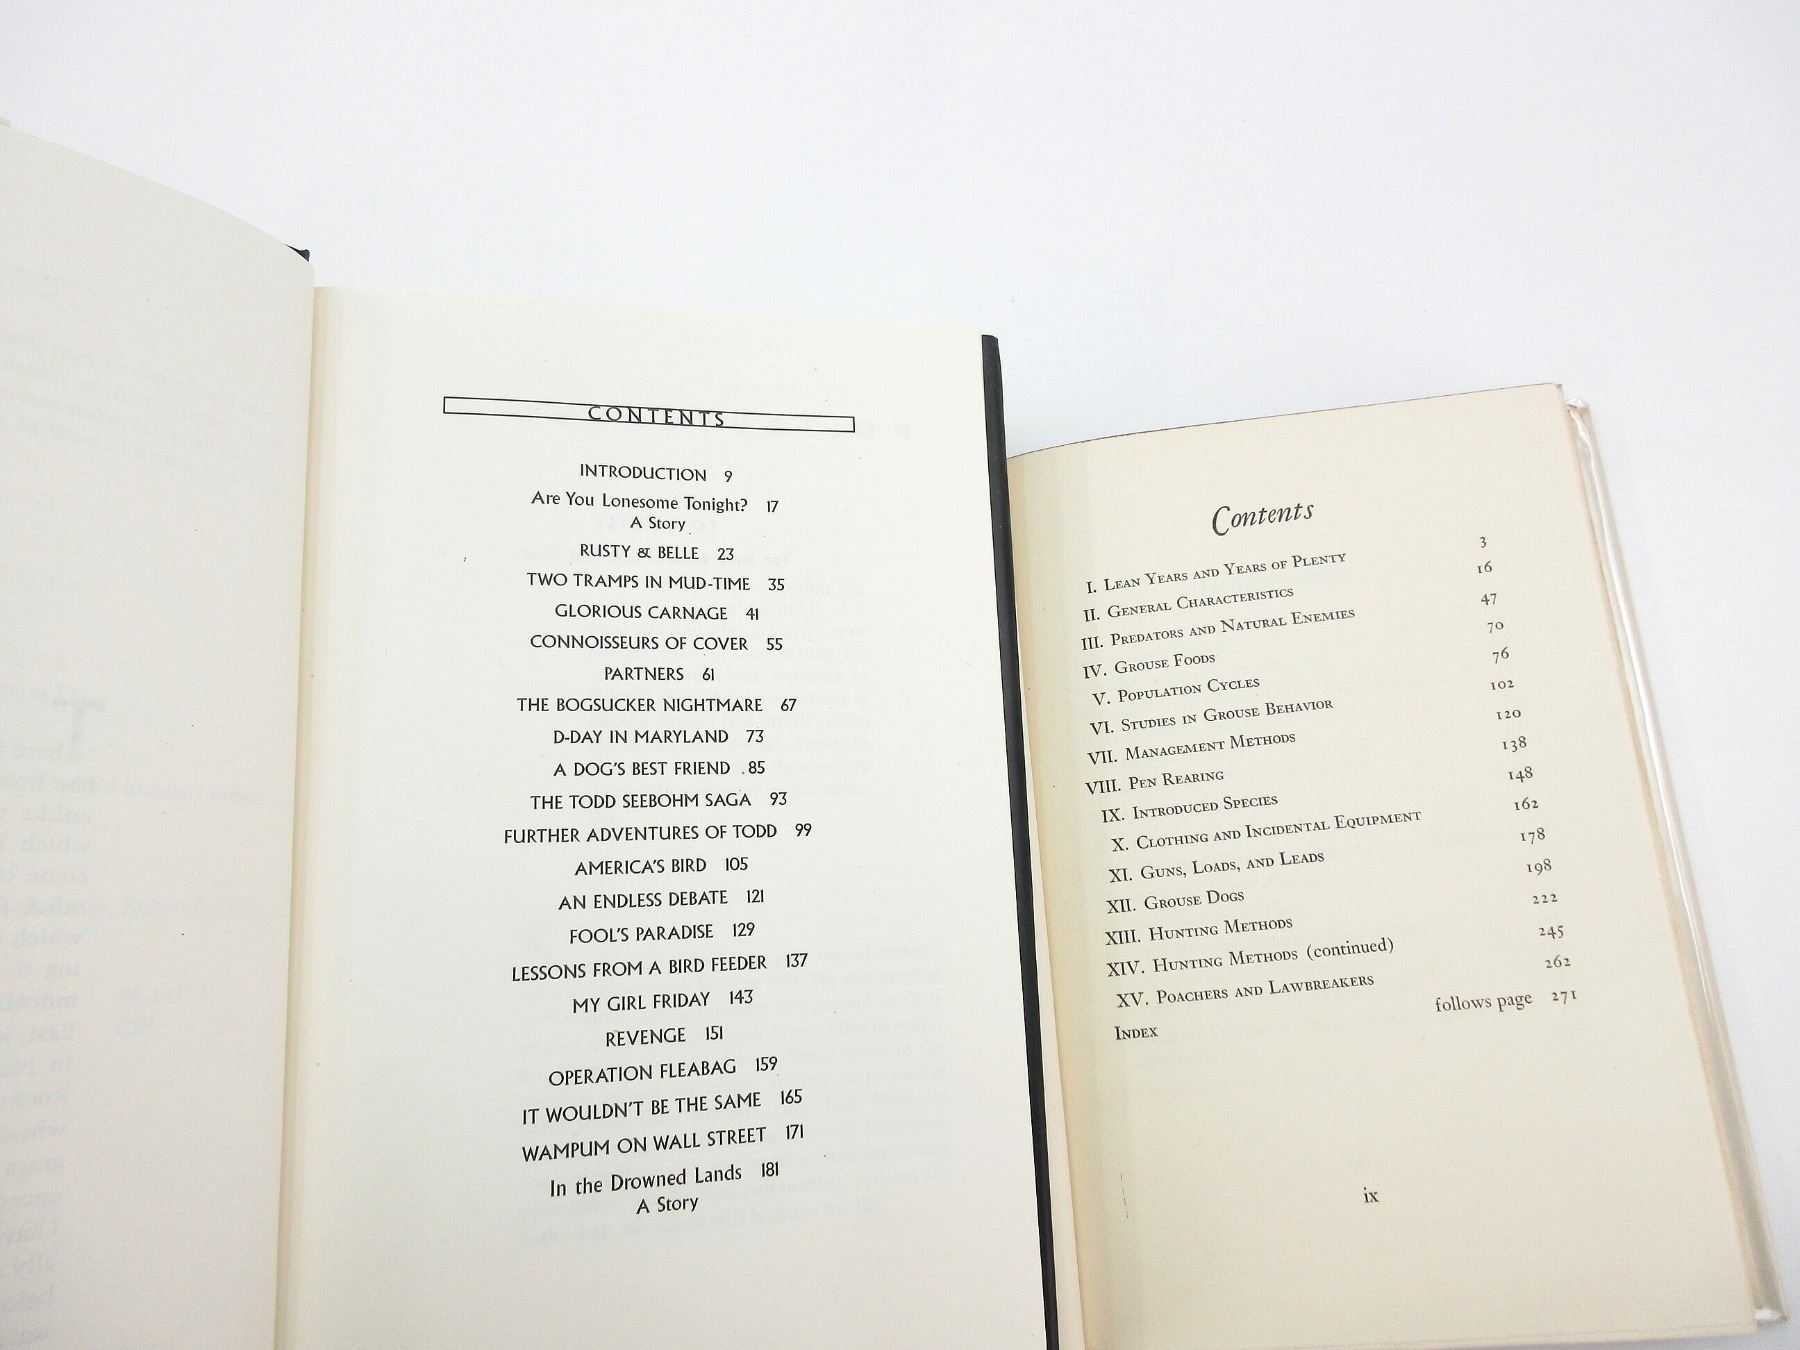 CONTENTS
INTRODUCTION 9
Are You Lonesome Tonight? 17
A Story
RUSTY & BELLE 23
TWO TRAMPS IN MUD-TIME 35
GLORIOUS CARNAGE 41
CONNOISSEURS OF COVER 55
PARTNERS 61
THE BOGSUCKER NIGHTMARE 67
D-DAY IN MARYLAND 73
A DOG'S BEST FRIEND 85
THE TODD SEEBOHM SAGA 93
FURTHER ADVENTURES OF TODD 99
AMERICA'S BIRD 105
AN ENDLESS DEBATE 121
FOOL'S PARADISE 129
LESSONS FROM A BIRD FEEDER 137
MY GIRL FRIDAY 143
REVENGE 151
OPERATION FLEABAG 159
IT WOULDN'T BE THE SAME 165
WAMPUM ON WALL STREET 171
In the Drowned Lands 181
A Story
Contents
I. Lean Years and Years of Plenty 3
II. General Characteristics 16
III. Predators and Natural Enemies 47
IV. Grouse Foods 70
V. Population Cycles 76
VI. Studies in Grouse Behavior 102
VII. Management Methods 120
VIII. Pen Rearing 138
IX. Introduced Species 148
X. Clothing and Incidental Equipment 162
XI. Guns, Loads, and Leads 178
XII. Grouse Dogs 198
XIII. Hunting Methods 222
XIV. Hunting Methods (continued) 245
XV. Poachers and Lawbreakers 262
Index follows page 271
ix